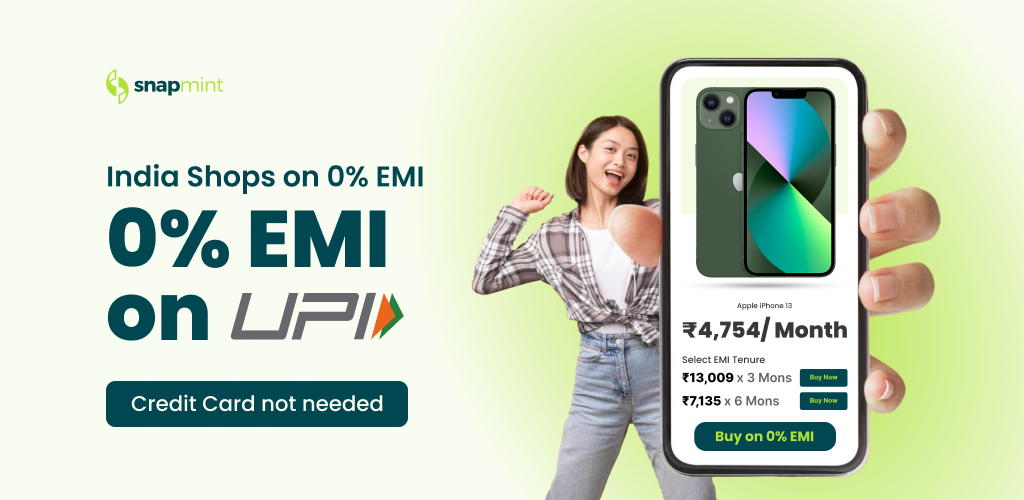 snapmint
India Shops on 0% EMI
0% EMI
on UPI
Credit Card not needed
Apple iPhone 13
₹4,754/ Month
Select EMI Tenure
₹13,009 x 3 Mons Buy Now
₹7,135 x 6 Mons Buy Now
Buy on 0% EMI